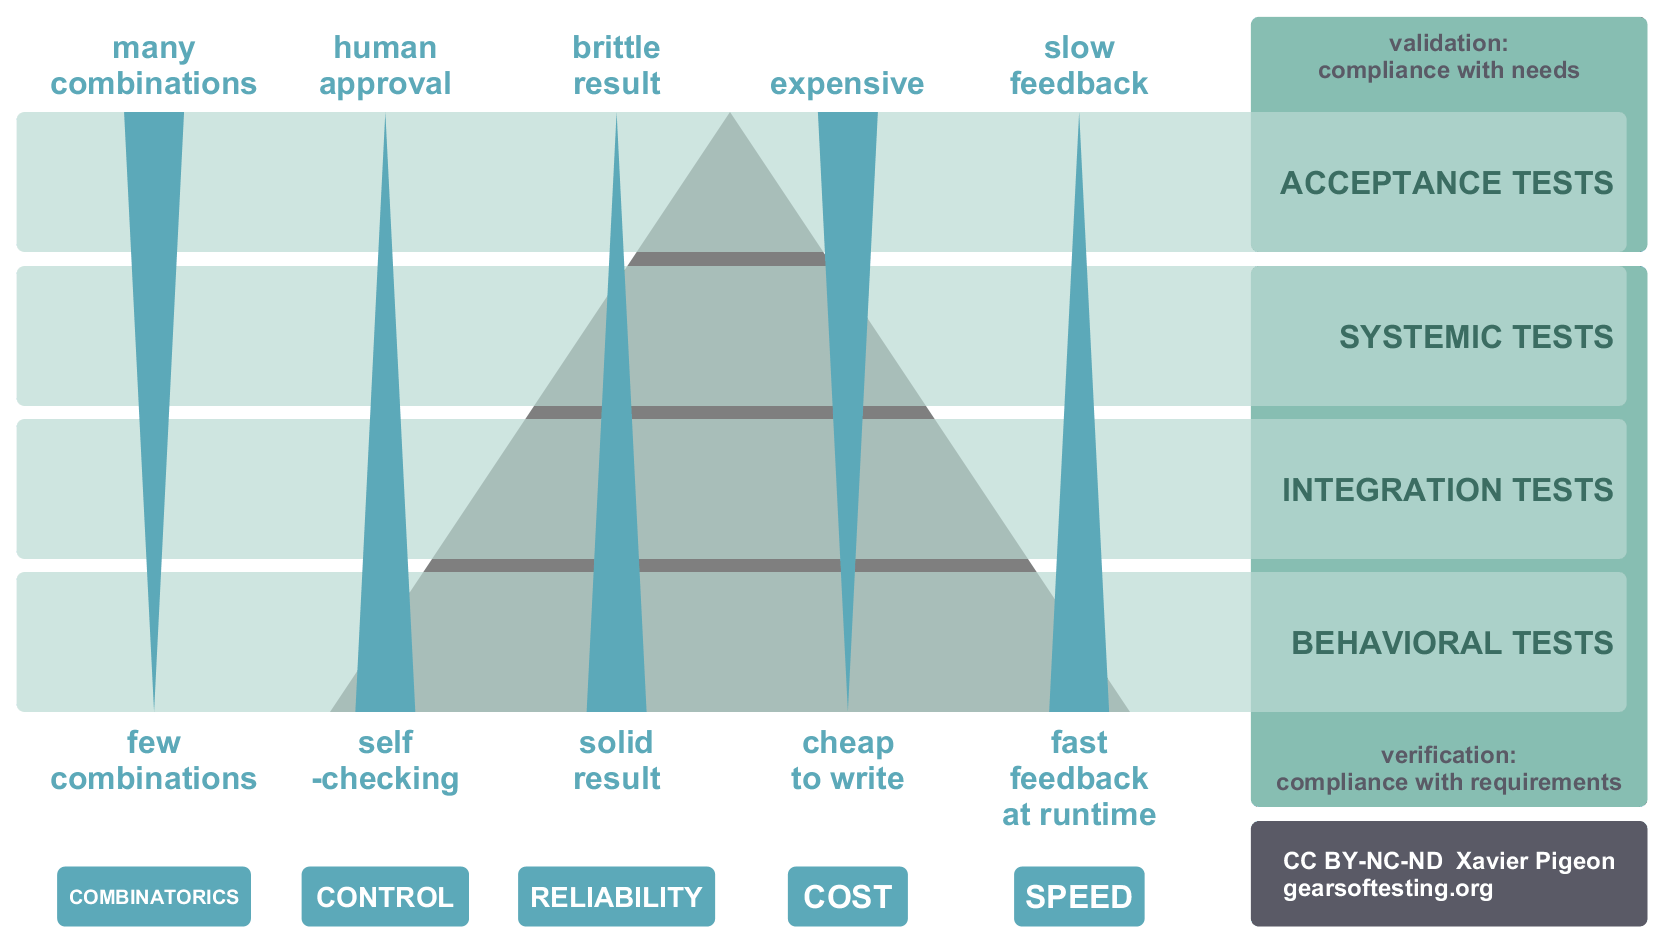 many
combinations
human
approval
brittle
result
expensive
slow
feedback
validation:
compliance with needs
ACCEPTANCE TESTS
SYSTEMIC TESTS
INTEGRATION TESTS
BEHAVIORAL TESTS
few
combinations
self
-checking
solid
result
cheap
to write
fast
feedback
at runtime
verification:
compliance with requirements
COMBINATORICS
CONTROL
RELIABILITY
COST
SPEED
CC BY-NC-ND  Xavier Pigeon
gearsoftesting.org